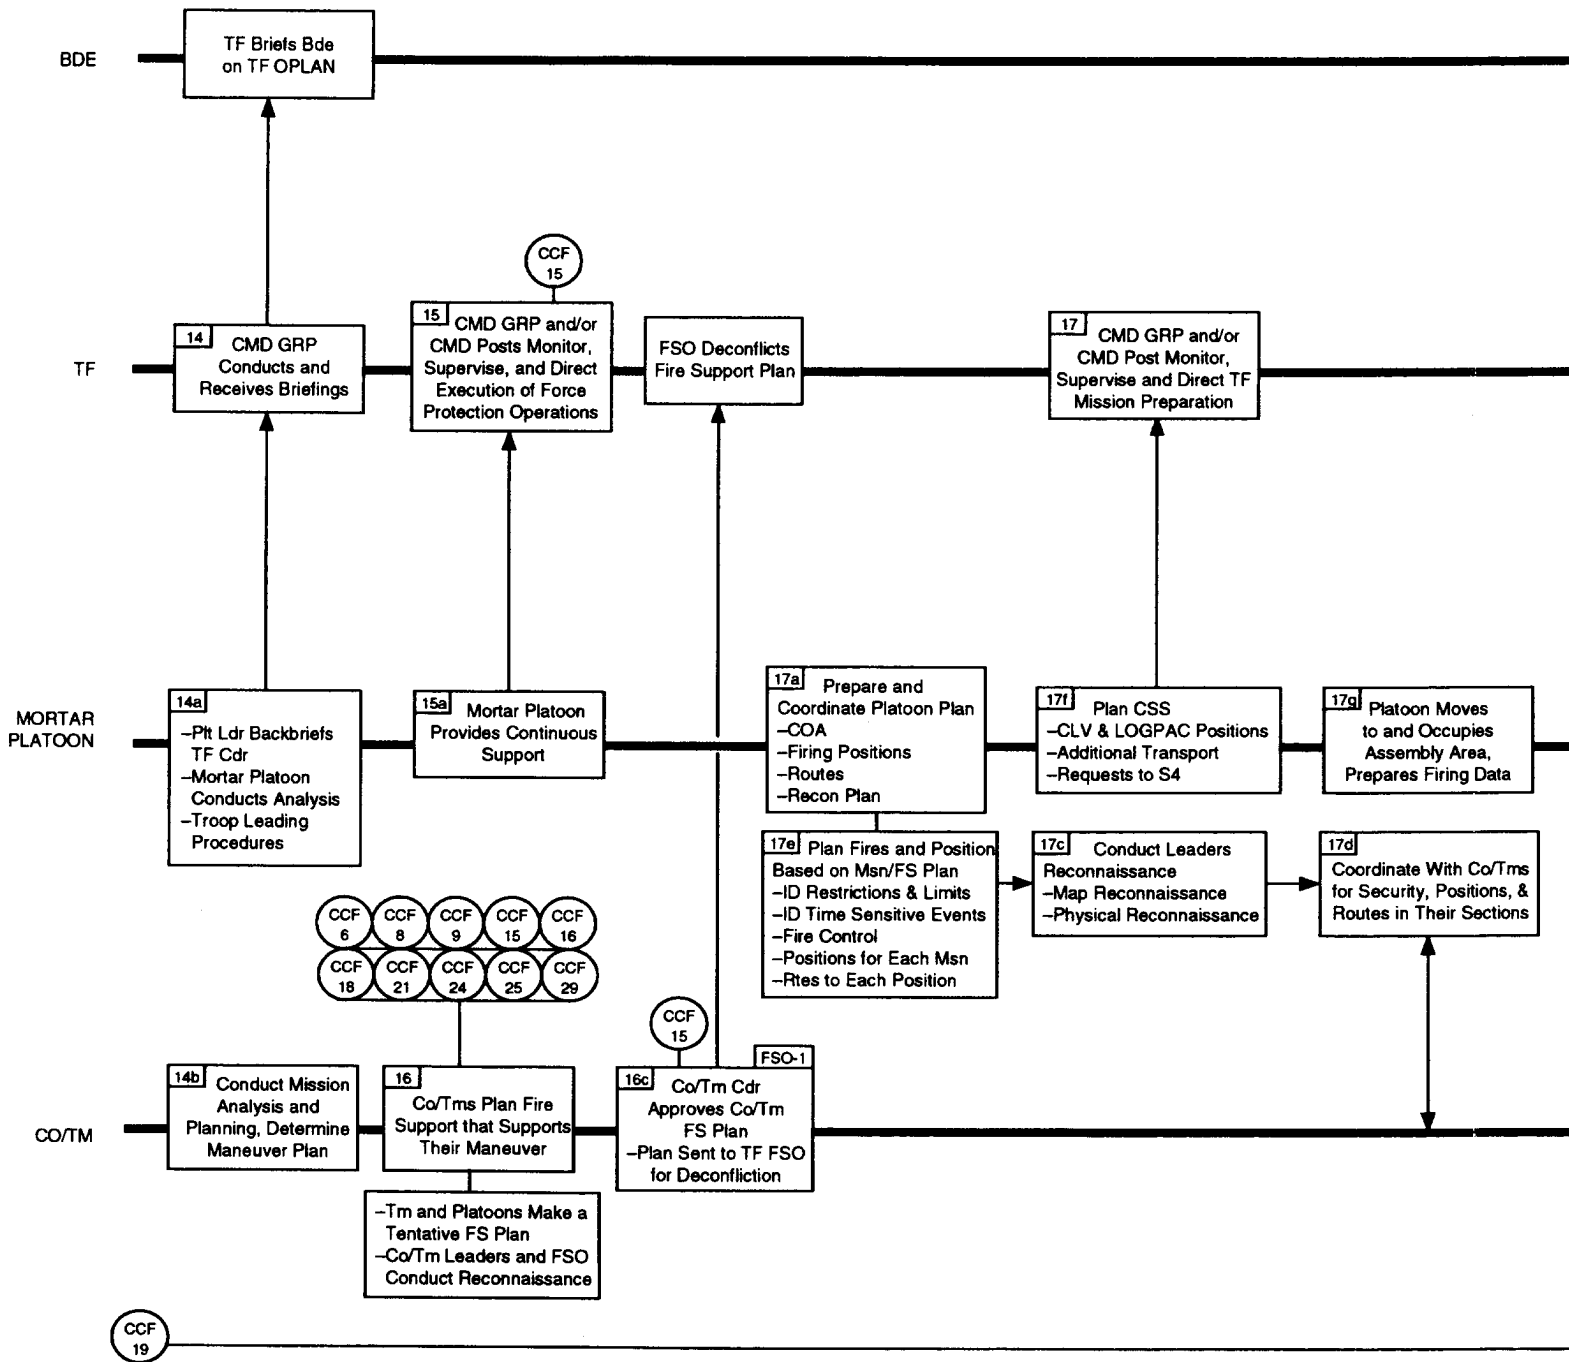 BDE
TF Briefs Bde
on TF OPLAN
CCF
15
TF
14
CMD GRP
Conducts and
Receives Briefings
15
CMD GRP and/or
CMD Posts Monitor,
Supervise, and Direct
Execution of Force
Protection Operations
FSO Deconflicts
Fire Support Plan
17
CMD GRP and/or
CMD Post Monitor,
Supervise and Direct TF
Mission Preparation
MORTAR
PLATOON
14a
–Plt Ldr Backbriefs
TF Cdr
–Mortar Platoon
Conducts Analysis
–Troop Leading
Procedures
15a
Mortar Platoon
Provides Continuous
Support
17a
Prepare and
Coordinate Platoon Plan
–COA
–Firing Positions
–Routes
–Recon Plan
17f
Plan CSS
–CLV & LOGPAC Positions
–Additional Transport
–Requests to S4
17g
Platoon Moves
to and Occupies
Assembly Area,
Prepares Firing Data
17e
Plan Fires and Position
Based on Msn/FS Plan
–ID Restrictions & Limits
–ID Time Sensitive Events
–Fire Control
–Positions for Each Msn
–Rtes to Each Position
17c
Conduct Leaders
Reconnaissance
–Map Reconnaissance
–Physical Reconnaissance
17d
Coordinate With Co/Tms
for Security, Positions, &
Routes in Their Sections
CCF
6
CCF
8
CCF
9
CCF
15
CCF
16
CCF
18
CCF
21
CCF
24
CCF
25
CCF
29
CCF
15
FSO-1
CO/TM
14b
Conduct Mission
Analysis and
Planning, Determine
Maneuver Plan
16
Co/Tms Plan Fire
Support that Supports
Their Maneuver
16c
Co/Tm Cdr
Approves Co/Tm
FS Plan
–Plan Sent to TF FSO
for Deconfliction
–Tm and Platoons Make a
Tentative FS Plan
–Co/Tm Leaders and FSO
Conduct Reconnaissance
CCF
19